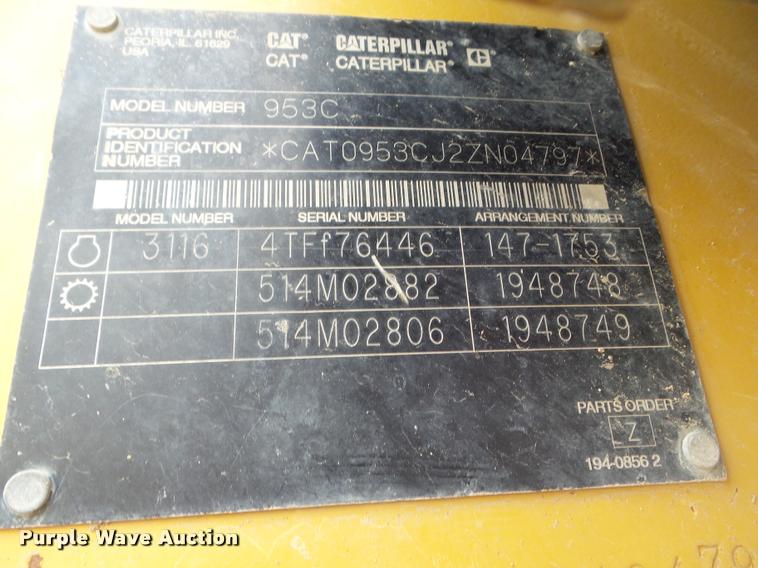 CATERPILLAR INC.
PEORIA, IL. 61629
USA
CAT® CATERPILLAR®
CAT® CATERPILLAR® C
MODEL NUMBER 953C
PRODUCT
IDENTIFICATION *CAT0953CJ2ZN04797*
NUMBER
MODEL NUMBER SERIAL NUMBER ARRANGEMENT NUMBER
3116 4TFf76446 147-1753
514M02882 1948748
514M02806 1948749
PARTS ORDER
Z
194-0856 2
Purple Wave Auction